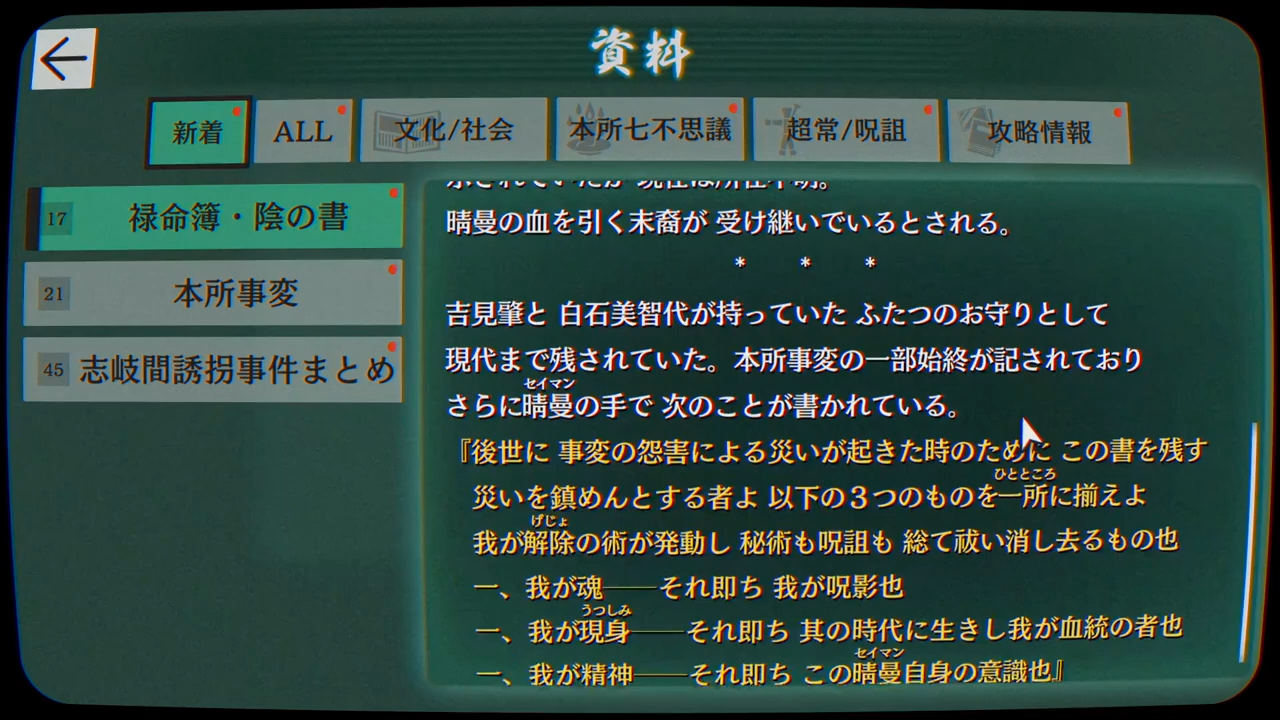 資料
新着
ALL
文化/社会
本所七不思議
超常/呪詛
攻略情報
17 禄命簿・陰の書
21 本所事変
45 志岐間誘拐事件まとめ
示されていたが 現在は所在不明。
晴曼の血を引く末裔が 受け継いでいるとされる。
* * *
吉見肇と 白石美智代が持っていた ふたつのお守りとして
現代まで残されていた。本所事変の一部始終が記されており
セイマン
さらに晴曼の手で 次のことが書かれている。
『後世に 事変の怨害による災いが起きた時のために この書を残す
ひとところ
災いを鎮めんとする者よ 以下の3つのものを一所に揃えよ
げじょ
我が解除の術が発動し 秘術も呪詛も 総て祓い消し去るもの也
一、我が魂――それ即ち 我が呪影也
うつしみ
一、我が現身――それ即ち 其の時代に生きし我が血統の者也
セイマン
一、我が精神――それ即ち この晴曼自身の意識也』